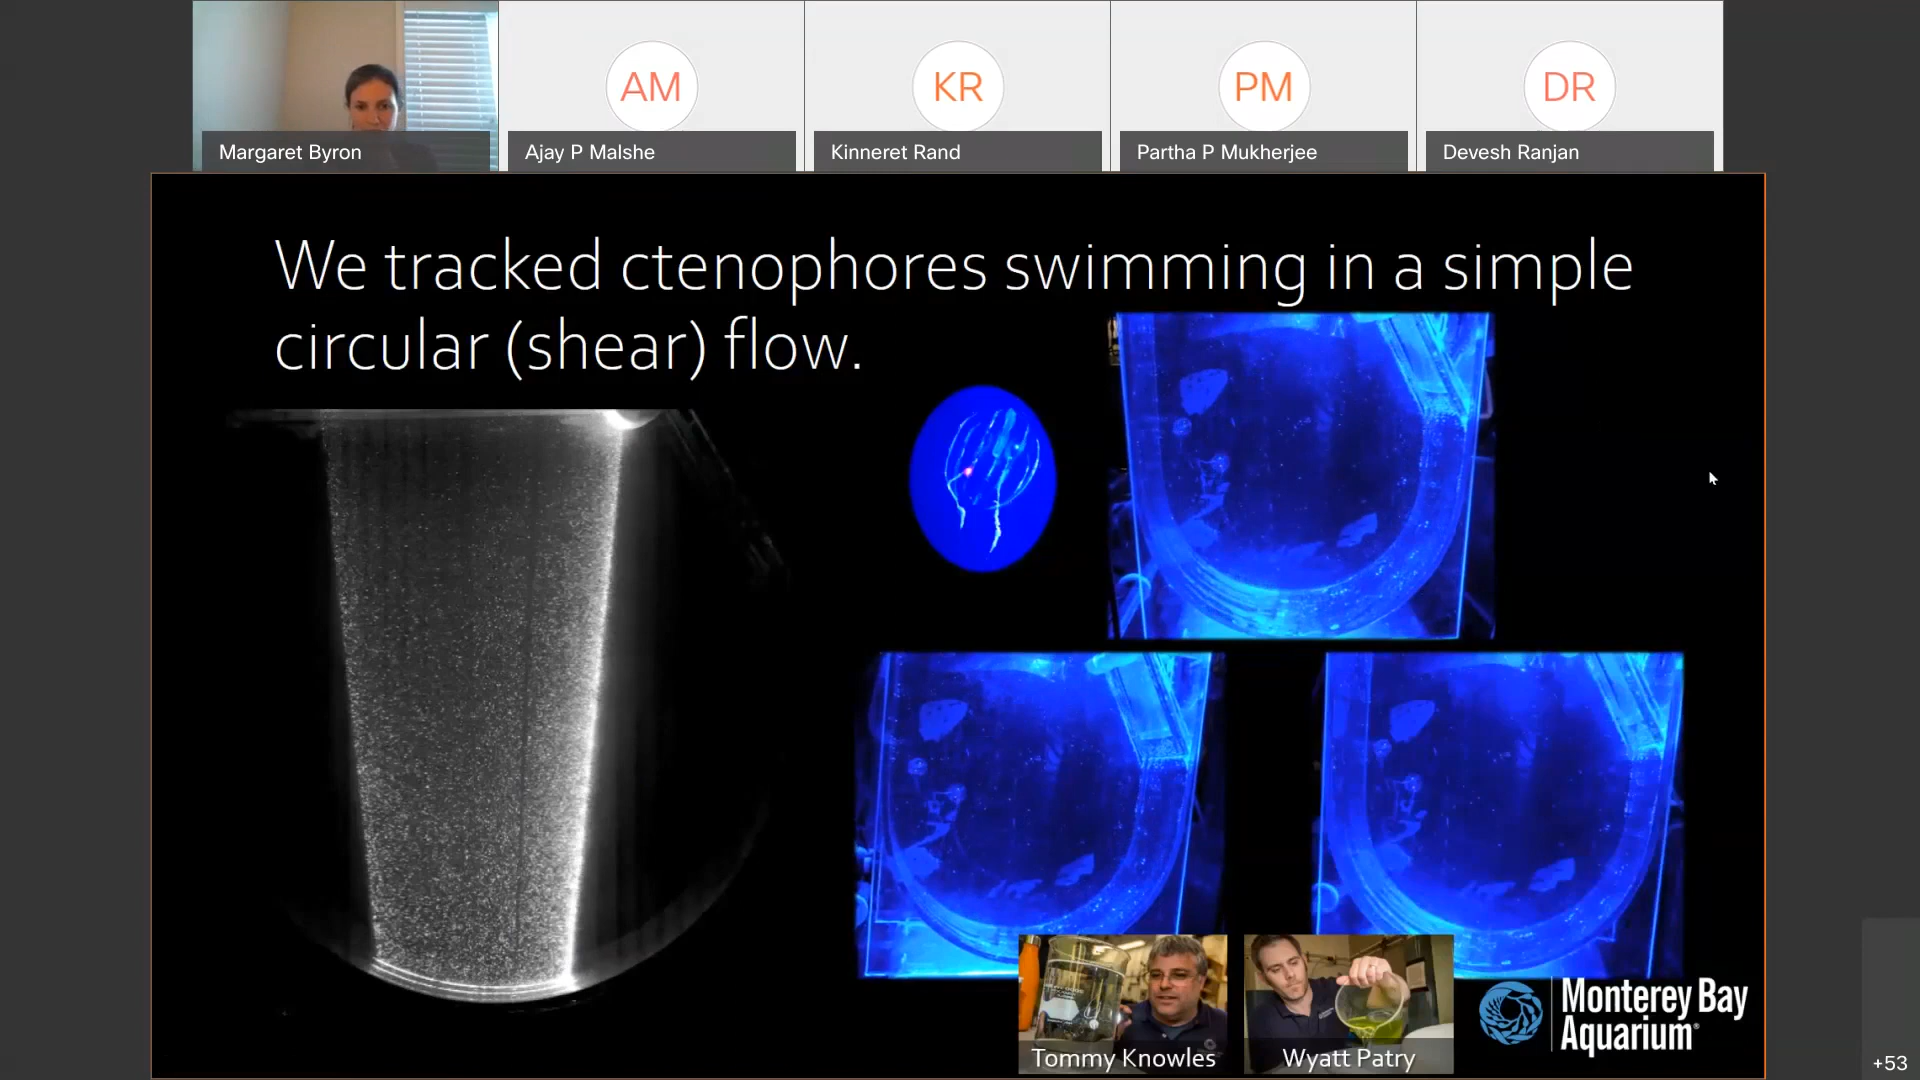 AM
KR
PM
DR
Margaret Byron
Ajay P Malshe
Kinneret Rand
Partha P Mukherjee
Devesh Ranjan
We tracked ctenophores swimming in a simple
circular (shear) flow.
Tommy Knowles
Wyatt Patry
Monterey Bay
Aquarium®
+53